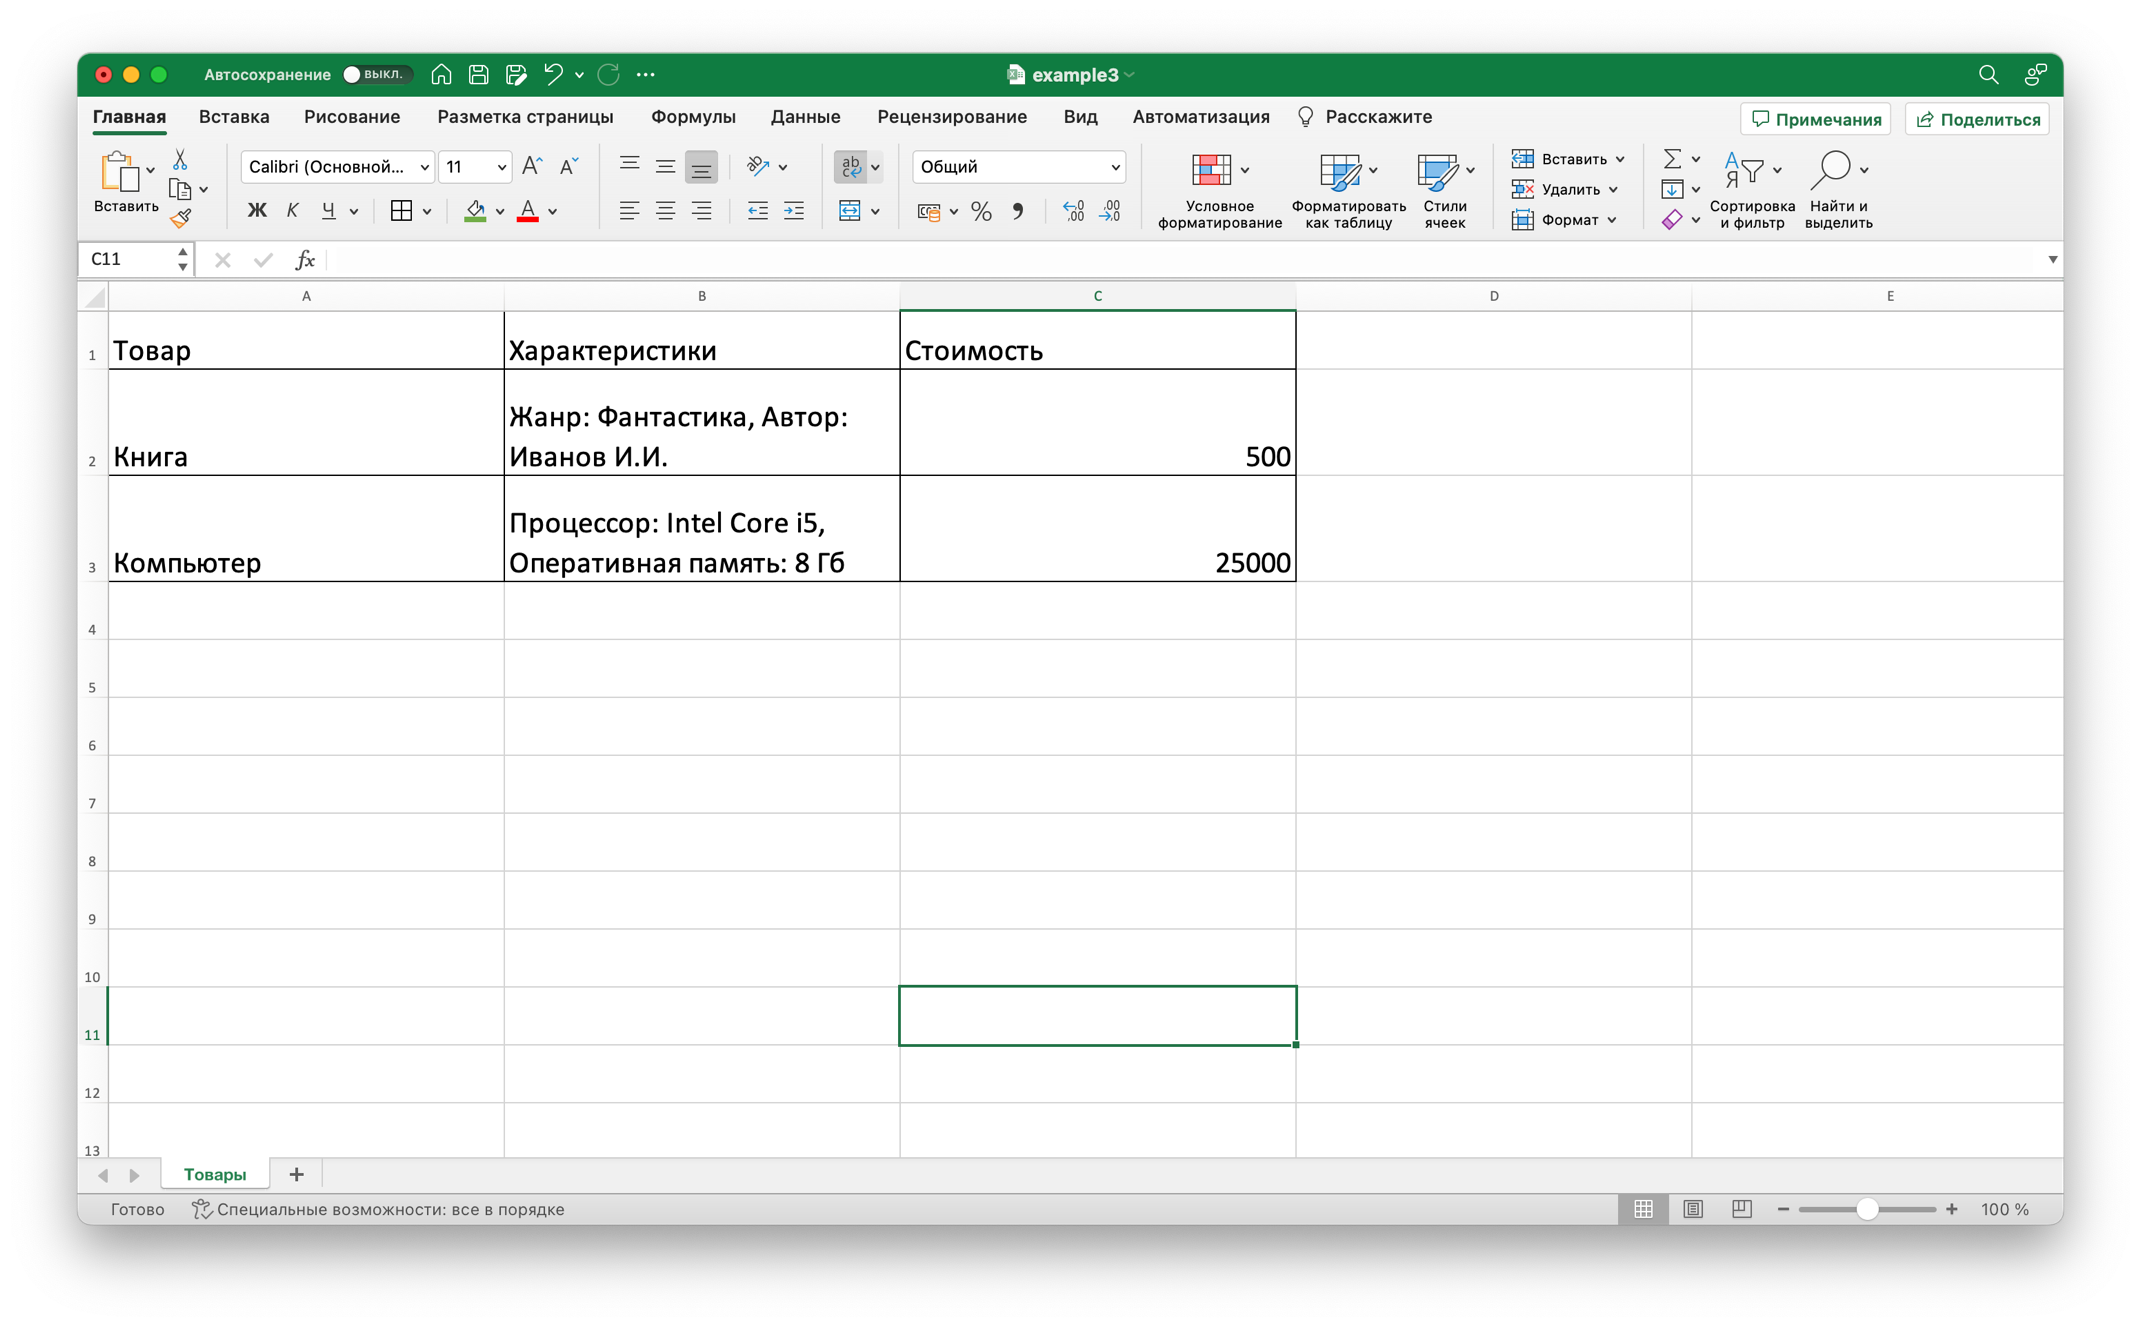 Автосохранение ВЫКЛ. example3
Главная Вставка Рисование Разметка страницы Формулы Данные Рецензирование Вид Автоматизация Расскажите Примечания Поделиться
Вставить
Calibri (Основной... 11
Ж К Ч
Общий
Условное форматирование
Форматировать как таблицу
Стили ячеек
Вставить
Удалить
Формат
Сортировка и фильтр
Найти и выделить
C11 fx
A B C D E
1 Товар Характеристики Стоимость
Жанр: Фантастика, Автор:
2 Книга Иванов И.И. 500
Процессор: Intel Core i5,
3 Компьютер Оперативная память: 8 Гб 25000
4
5
6
7
8
9
10
11
12
13
Товары +
Готово Специальные возможности: все в порядке 100 %